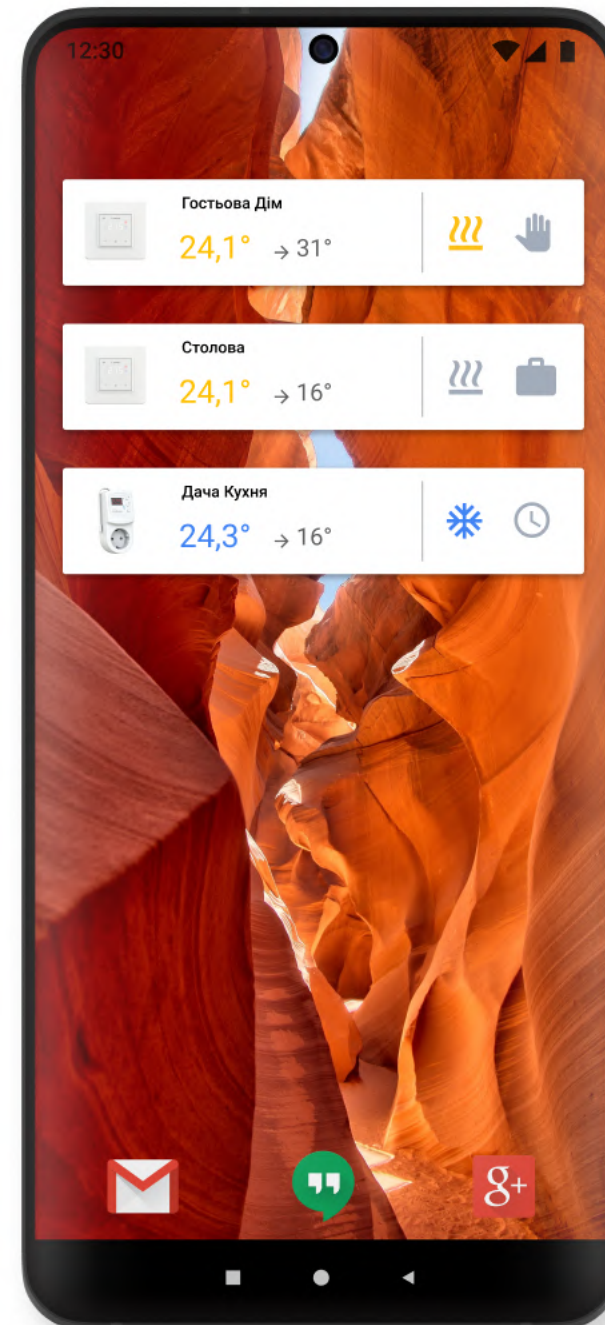 12:30
Гостьова Дім
24,1° → 31°
Столова
24,1° → 16°
Дача Кухня
24,3° → 16°
g+